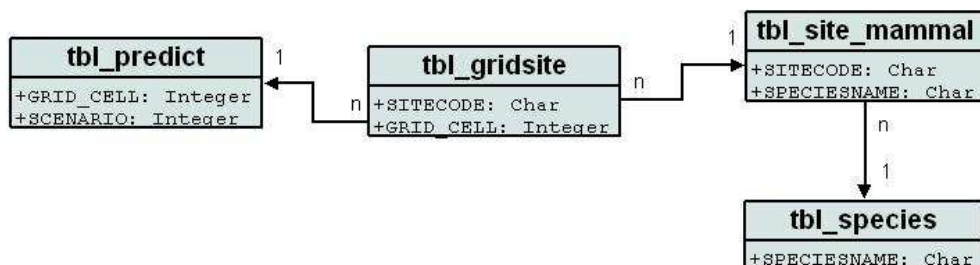 tbl_predict
+GRID_CELL: Integer
+SCENARIO: Integer
1
n
tbl_gridsite
+SITECODE: Char
+GRID_CELL: Integer
n
1
tbl_site_mammal
+SITECODE: Char
+SPECIESNAME: Char
n
1
tbl_species
+SPECIESNAME: Char